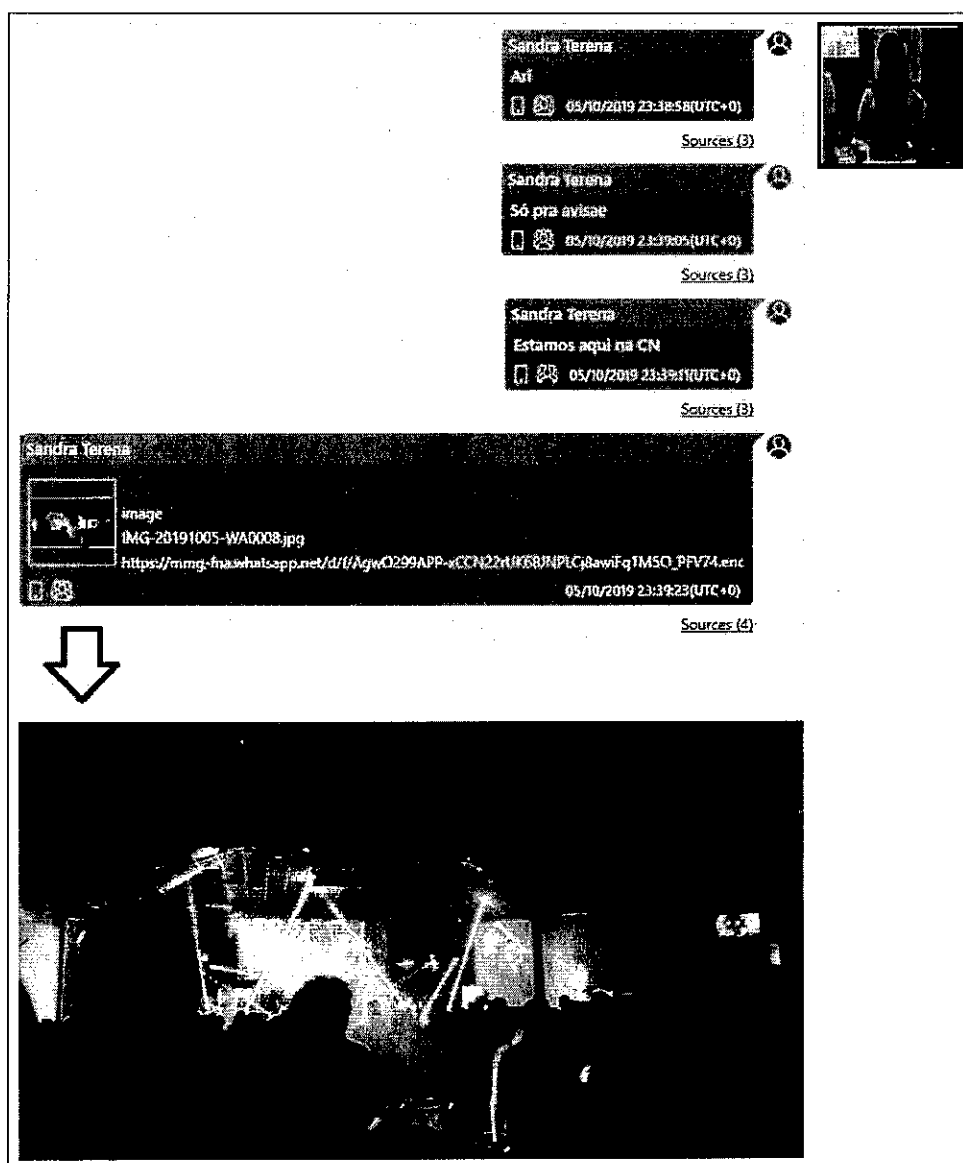 Sandra Terena
Ari
05/10/2019 23:38:58(UTC+0)
Sources (3)
Sandra Terena
Só pra avisae
05/10/2019 23:39:05(UTC+0)
Sources (3)
Sandra Terena
Estamos aqui na CN
05/10/2019 23:39:11(UTC+0)
Sources (3)
Sandra Terena
image
IMG-20191005-WA0008.jpg
05/10/2019 23:39:23(UTC+0)
Sources (4)